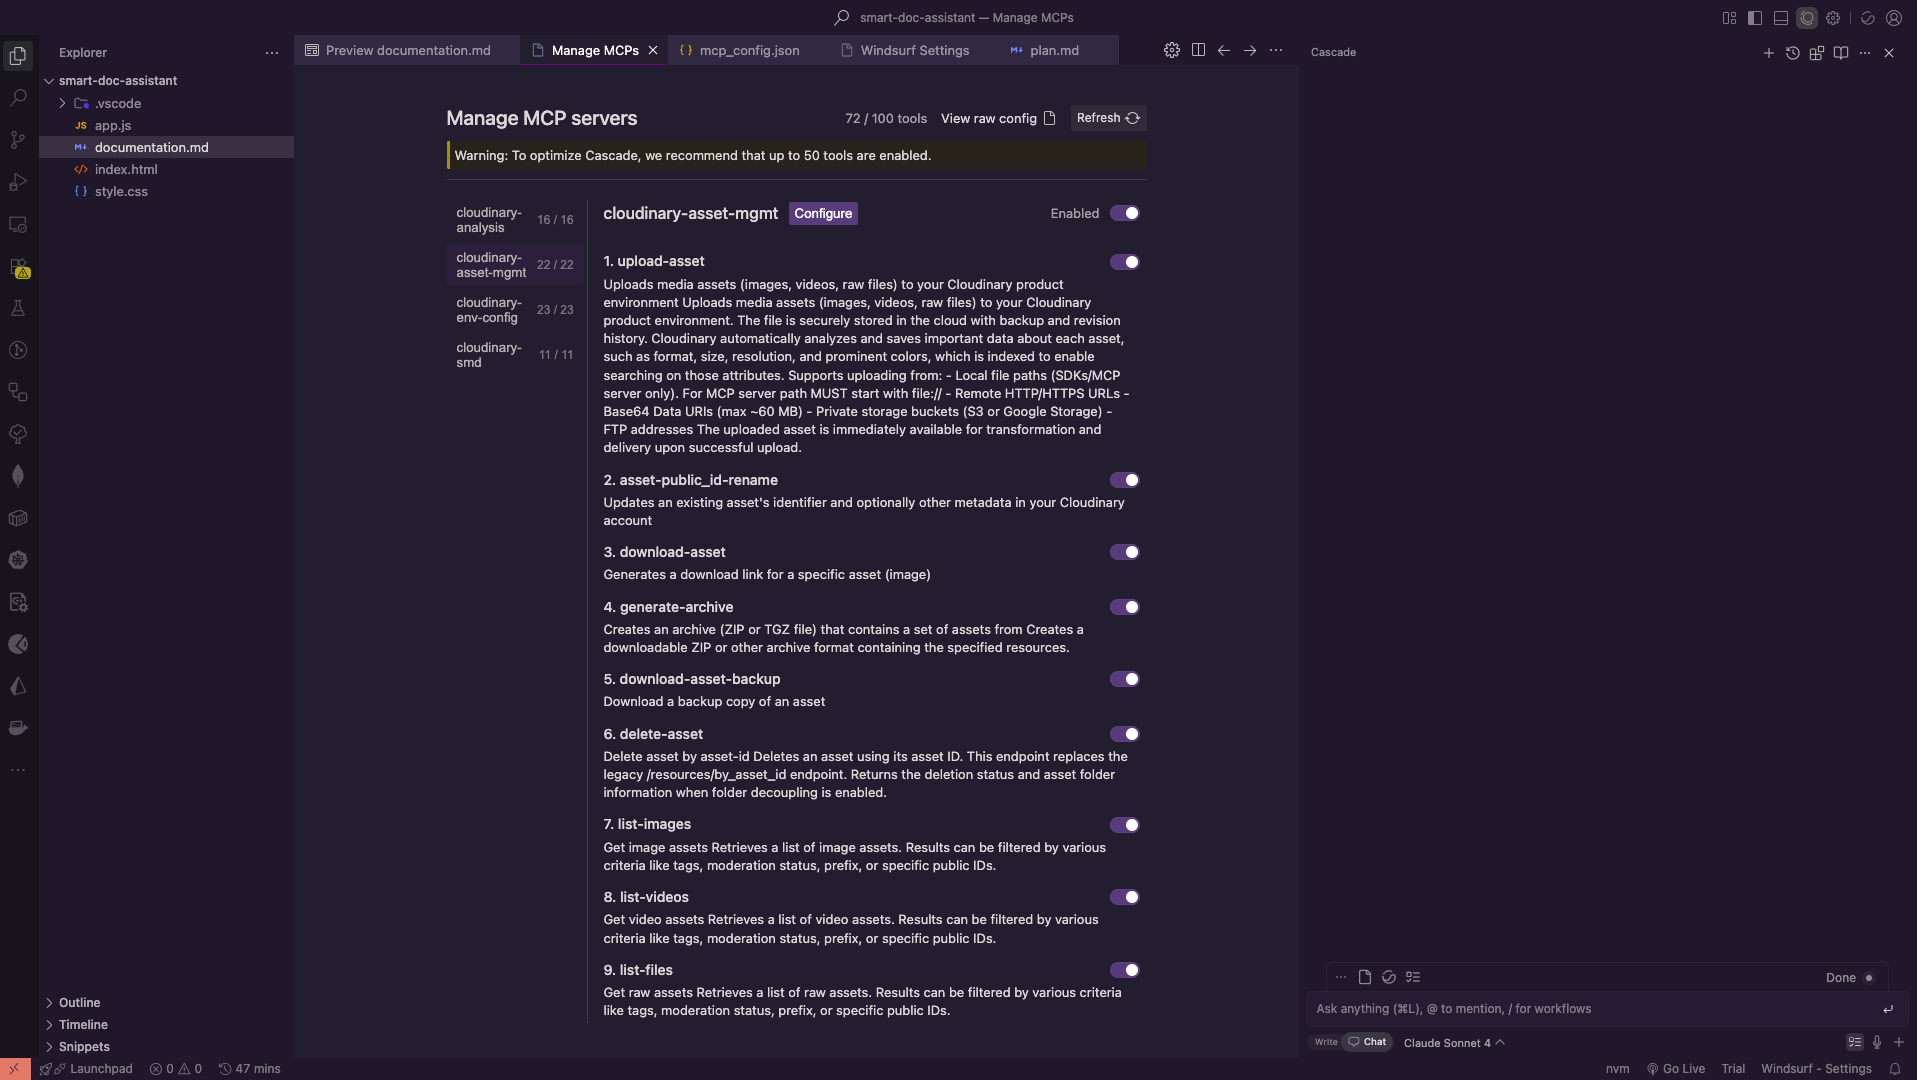 smart-doc-assistant — Manage MCPs
Explorer
smart-doc-assistant
.vscode
JS app.js
M↓ documentation.md
</> index.html
{ } style.css
Outline
Timeline
Snippets
Preview documentation.md
Manage MCPs
{ } mcp_config.json
Windsurf Settings
M↓ plan.md
Manage MCP servers
72 / 100 tools
View raw config
Refresh
Warning: To optimize Cascade, we recommend that up to 50 tools are enabled.
cloudinary-
analysis
16 / 16
cloudinary-
asset-mgmt
22 / 22
cloudinary-
env-config
23 / 23
cloudinary-
smd
11 / 11
cloudinary-asset-mgmt
Configure
Enabled
1. upload-asset
Uploads media assets (images, videos, raw files) to your Cloudinary product
environment Uploads media assets (images, videos, raw files) to your Cloudinary
product environment. The file is securely stored in the cloud with backup and revision
history. Cloudinary automatically analyzes and saves important data about each asset,
such as format, size, resolution, and prominent colors, which is indexed to enable
searching on those attributes. Supports uploading from: - Local file paths (SDKs/MCP
server only). For MCP server path MUST start with file:// - Remote HTTP/HTTPS URLs -
Base64 Data URIs (max ~60 MB) - Private storage buckets (S3 or Google Storage) -
FTP addresses The uploaded asset is immediately available for transformation and
delivery upon successful upload.
2. asset-public_id-rename
Updates an existing asset's identifier and optionally other metadata in your Cloudinary
account
3. download-asset
Generates a download link for a specific asset (image)
4. generate-archive
Creates an archive (ZIP or TGZ file) that contains a set of assets from Creates a
downloadable ZIP or other archive format containing the specified resources.
5. download-asset-backup
Download a backup copy of an asset
6. delete-asset
Delete asset by asset-id Deletes an asset using its asset ID. This endpoint replaces the
legacy /resources/by_asset_id endpoint. Returns the deletion status and asset folder
information when folder decoupling is enabled.
7. list-images
Get image assets Retrieves a list of image assets. Results can be filtered by various
criteria like tags, moderation status, prefix, or specific public IDs.
8. list-videos
Get video assets Retrieves a list of video assets. Results can be filtered by various
criteria like tags, moderation status, prefix, or specific public IDs.
9. list-files
Get raw assets Retrieves a list of raw assets. Results can be filtered by various criteria
like tags, moderation status, prefix, or specific public IDs.
Cascade
Done
Ask anything (⌘L), @ to mention, / for workflows
Write
Chat
Claude Sonnet 4
Launchpad
0
0
47 mins
nvm
Go Live
Trial
Windsurf - Settings